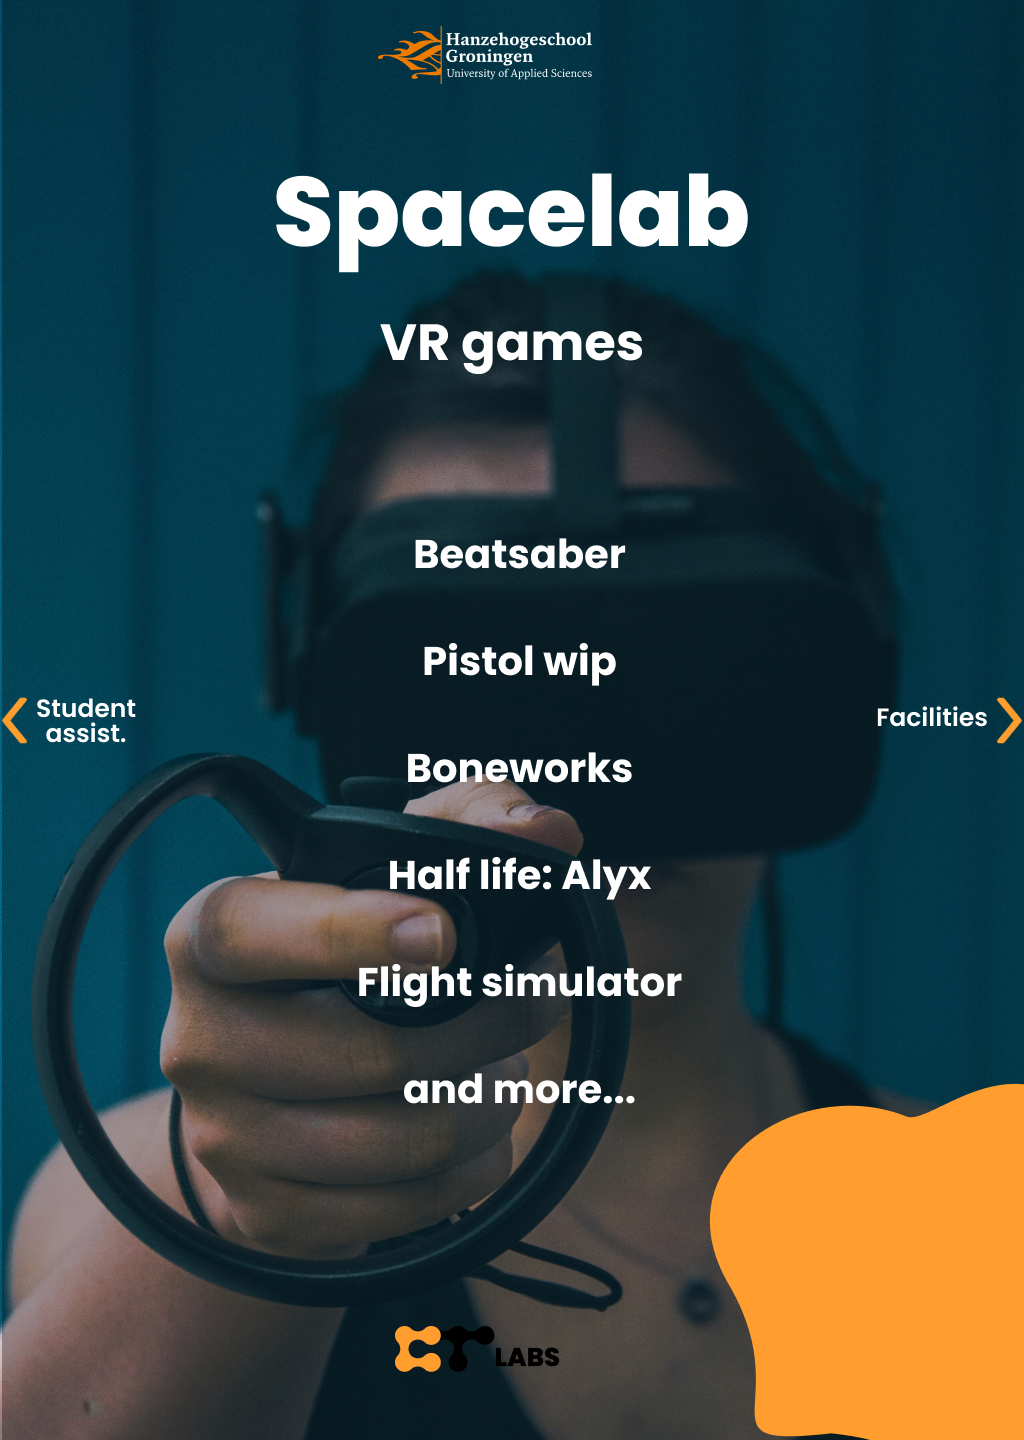 Hanzehogeschool
Groningen
University of Applied Sciences
Spacelab
VR games
Beatsaber
Pistol wip
Student
assist.
Facilities
Boneworks
Half life: Alyx
Flight simulator
and more...
ET LABS